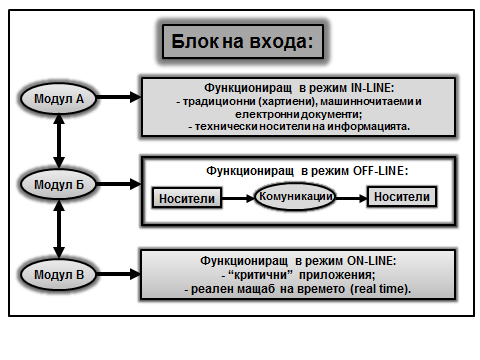 Блок на входа:
Модул А
Функциониращ в режим IN-LINE:
- традиционни (хартиени), машинночитаеми и
електронни документи;
- технически носители на информацията.
Модул Б
Функциониращ в режим OFF-LINE:
Носители
Комуникации
Носители
Модул В
Функциониращ в режим ON-LINE:
- “критични” приложения;
- реален мащаб на времето (real time).